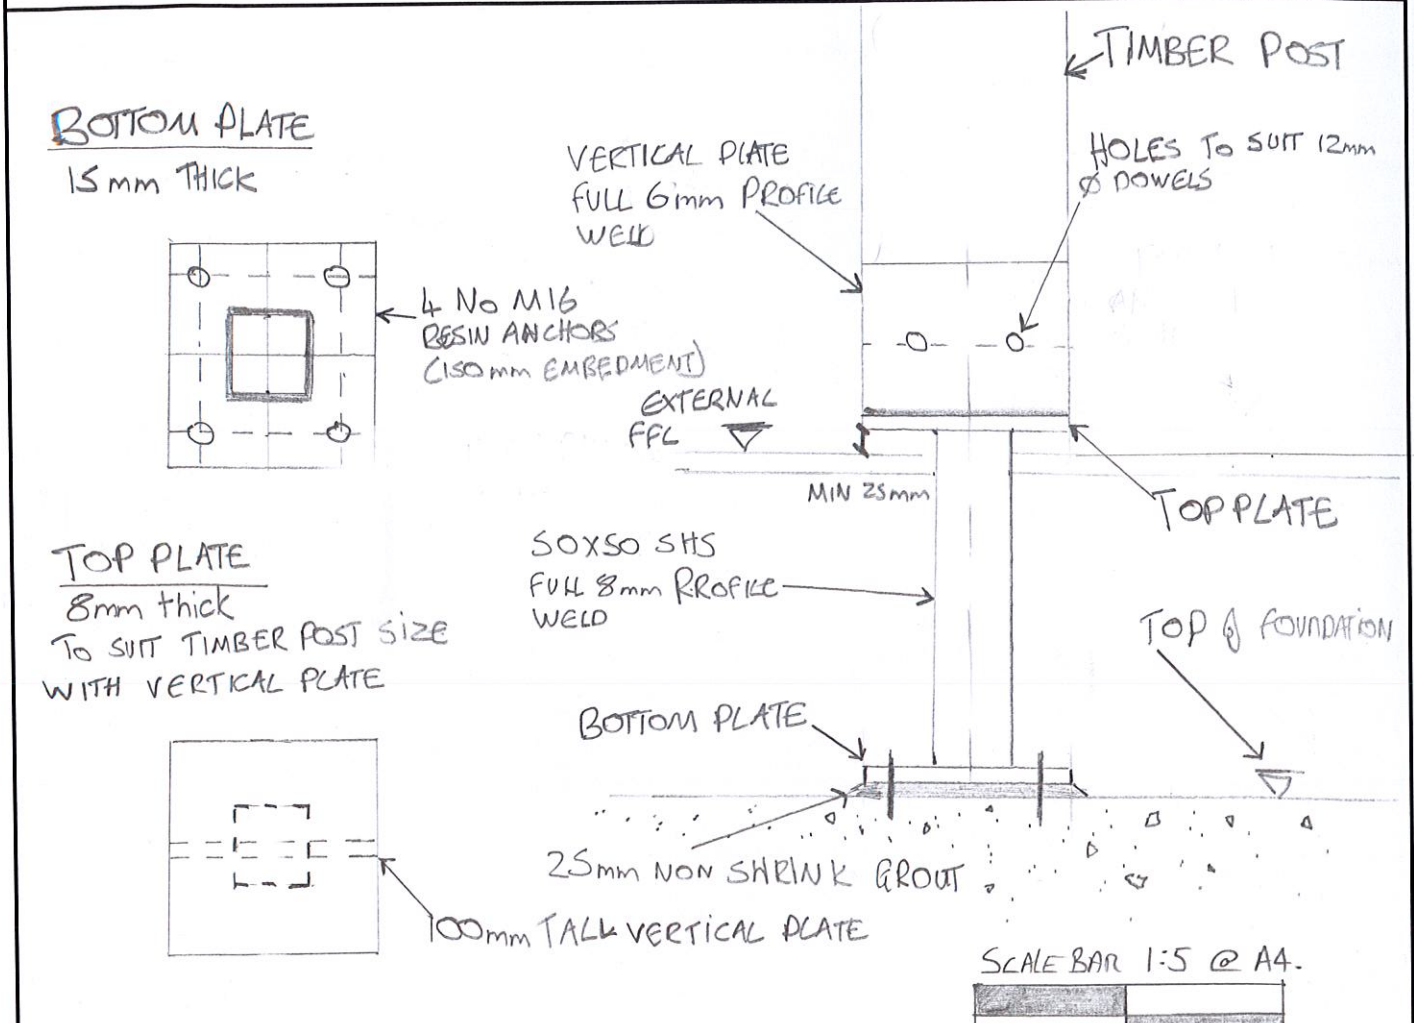 BOTTOM PLATE
15mm THICK
4 No M16
RESIN ANCHORS
(150mm EMBEDMENT)
TOP PLATE
8mm thick
To SUIT TIMBER POST SIZE
WITH VERTICAL PLATE
100mm TALL VERTICAL PLATE
TIMBER POST
VERTICAL PLATE
FULL 6mm PROFILE
WELD
HOLES To SUIT 12mm
Ø DOWELS
EXTERNAL
FFL
MIN 25mm
TOP PLATE
50X50 SHS
FULL 8mm PROFILE
WELD
TOP of FOUNDATION
BOTTOM PLATE
25mm NON SHRINK GROUT
SCALE BAR 1:5 @ A4.